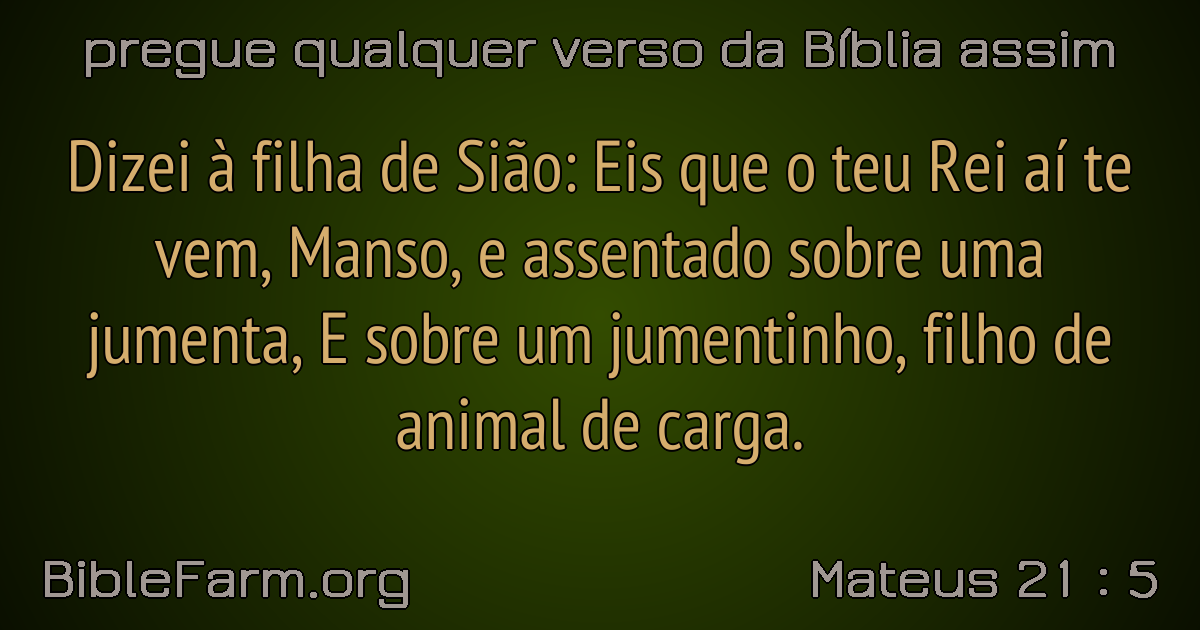 pregue qualquer verso da Bíblia assim
Dizei à filha de Sião: Eis que o teu Rei aí te
vem, Manso, e assentado sobre uma
jumenta, E sobre um jumentinho, filho de
animal de carga.
BibleFarm.org
Mateus 21 : 5